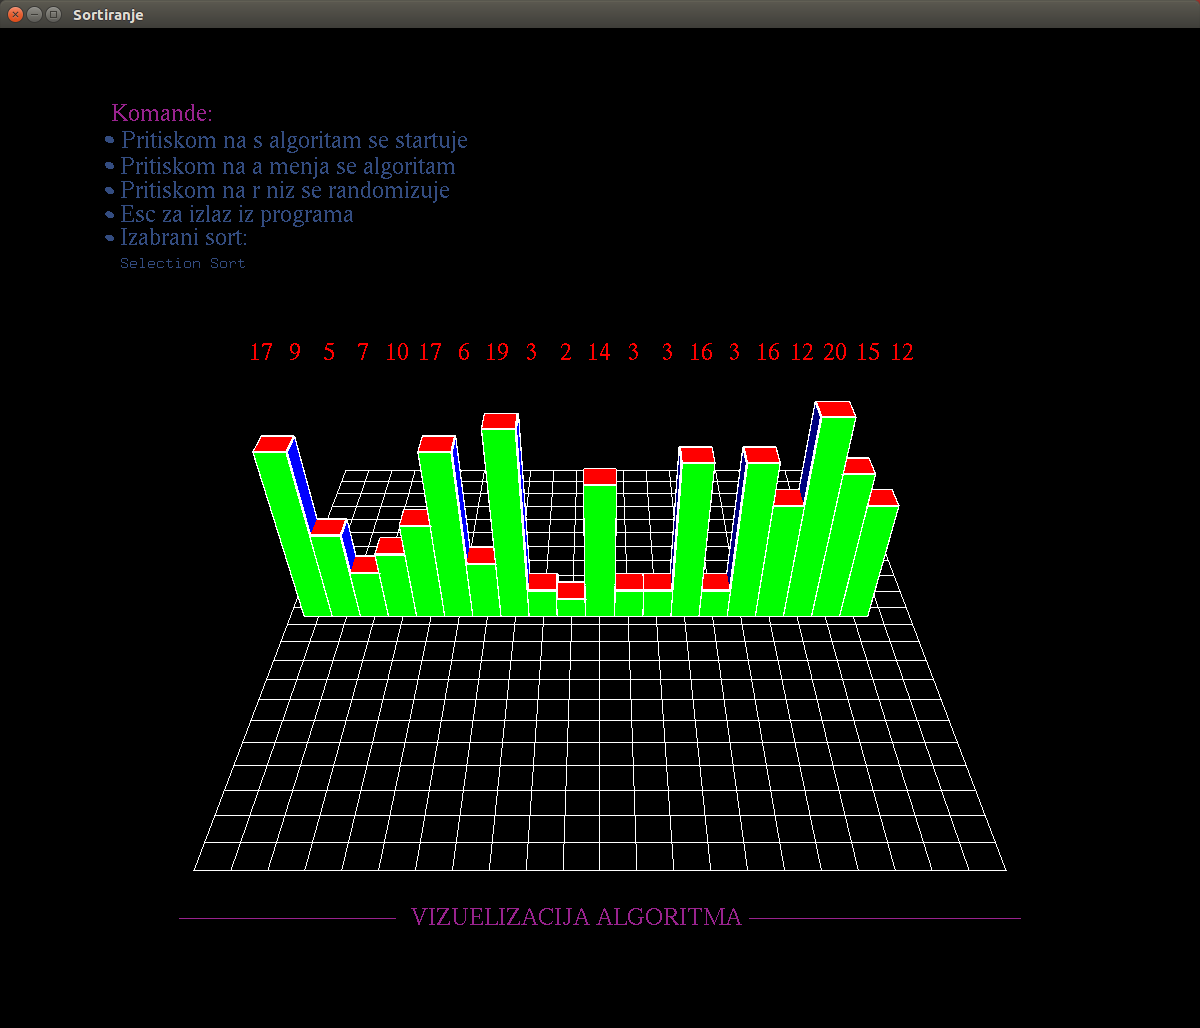 Sortiranje
Komande:
• Pritiskom na s algoritam se startuje
• Pritiskom na a menja se algoritam
• Pritiskom na r niz se randomizuje
• Esc za izlaz iz programa
• Izabrani sort:
Selection Sort
17 9 5 7 10 17 6 19 3 2 14 3 3 16 3 16 12 20 15 12
VIZUELIZACIJA ALGORITMA